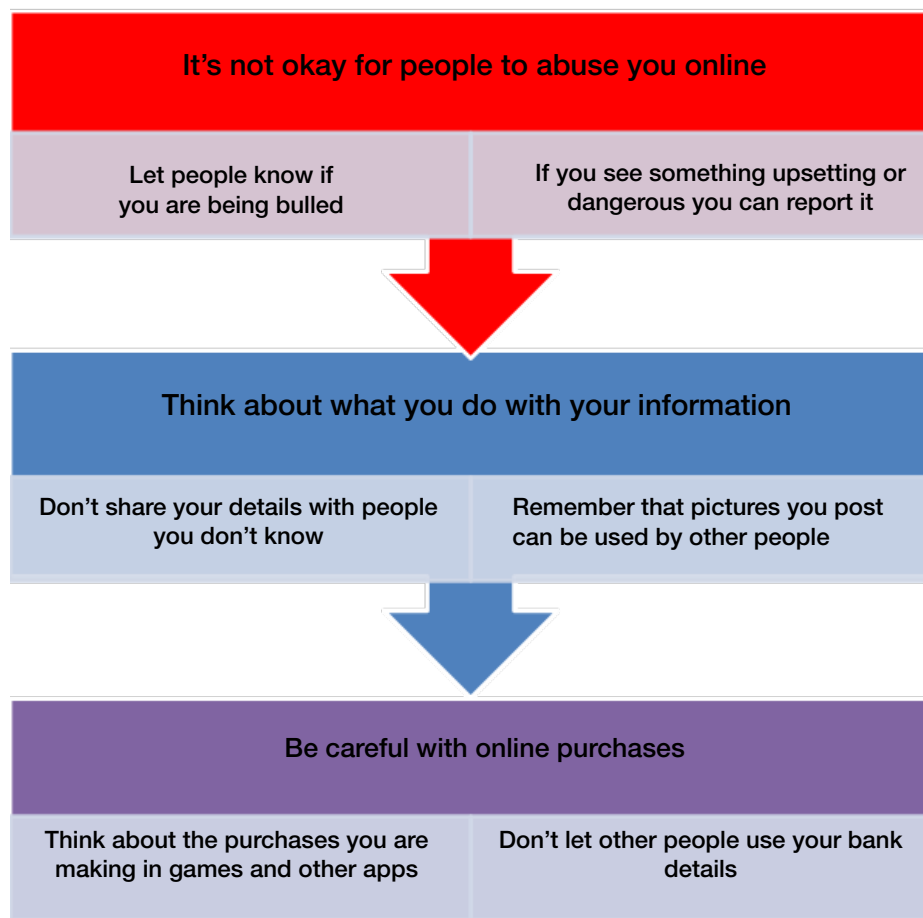 It’s not okay for people to abuse you online
Let people know if
you are being bulled
If you see something upsetting or
dangerous you can report it
Think about what you do with your information
Don’t share your details with people
you don’t know
Remember that pictures you post
can be used by other people
Be careful with online purchases
Think about the purchases you are
making in games and other apps
Don’t let other people use your bank
details